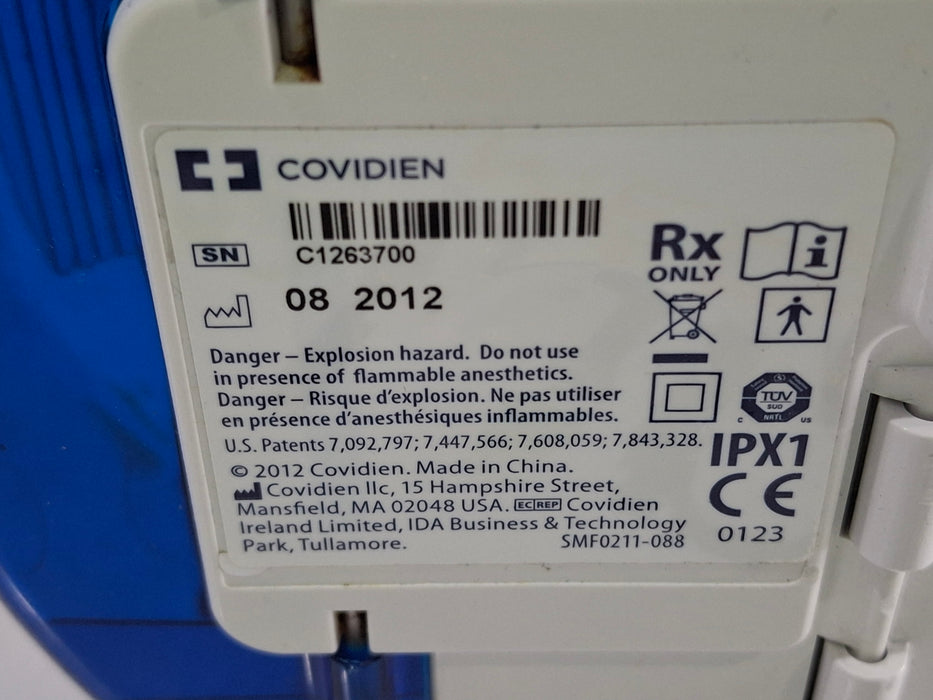 COVIDIEN
SN C1263700
08 2012
Rx
ONLY
Danger – Explosion hazard. Do not use
in presence of flammable anesthetics.
Danger – Risque d'explosion. Ne pas utiliser
en présence d'anesthésiques inflammables.
U.S. Patents 7,092,797; 7,447,566; 7,608,059; 7,843,328.
© 2012 Covidien. Made in China.
Covidien llc, 15 Hampshire Street,
Mansfield, MA 02048 USA. EC REP Covidien
Ireland Limited, IDA Business & Technology
Park, Tullamore. SMF0211-088
TÜV
SUD
NRTL
C US
IPX1
CE
0123